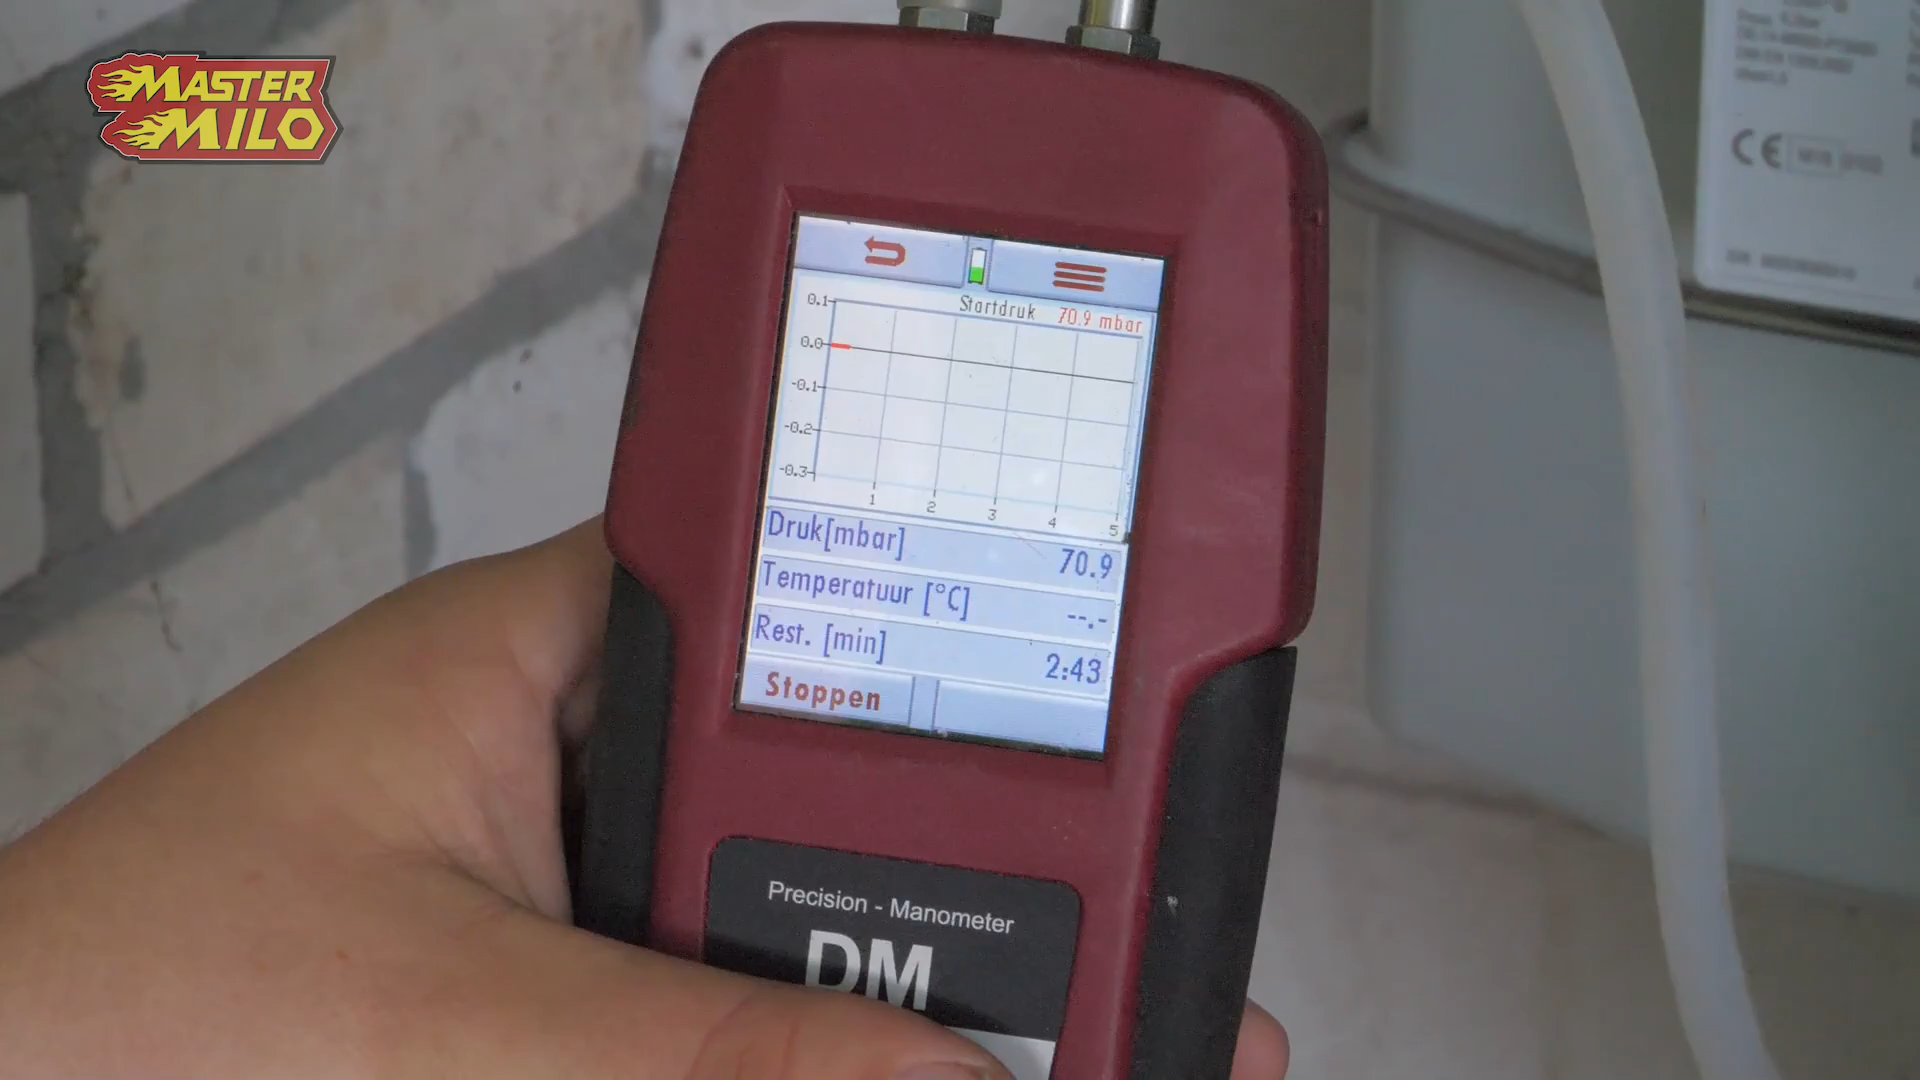 MASTER
MILO
Startdruk 70.9 mbar
0.1
0.0
-0.1
-0.2
-0.3
1 2 3 4 5
Druk[mbar] 70.9
Temperatuur [°C] --.-
Rest. [min] 2:43
Stoppen
Precision - Manometer
DM
CE